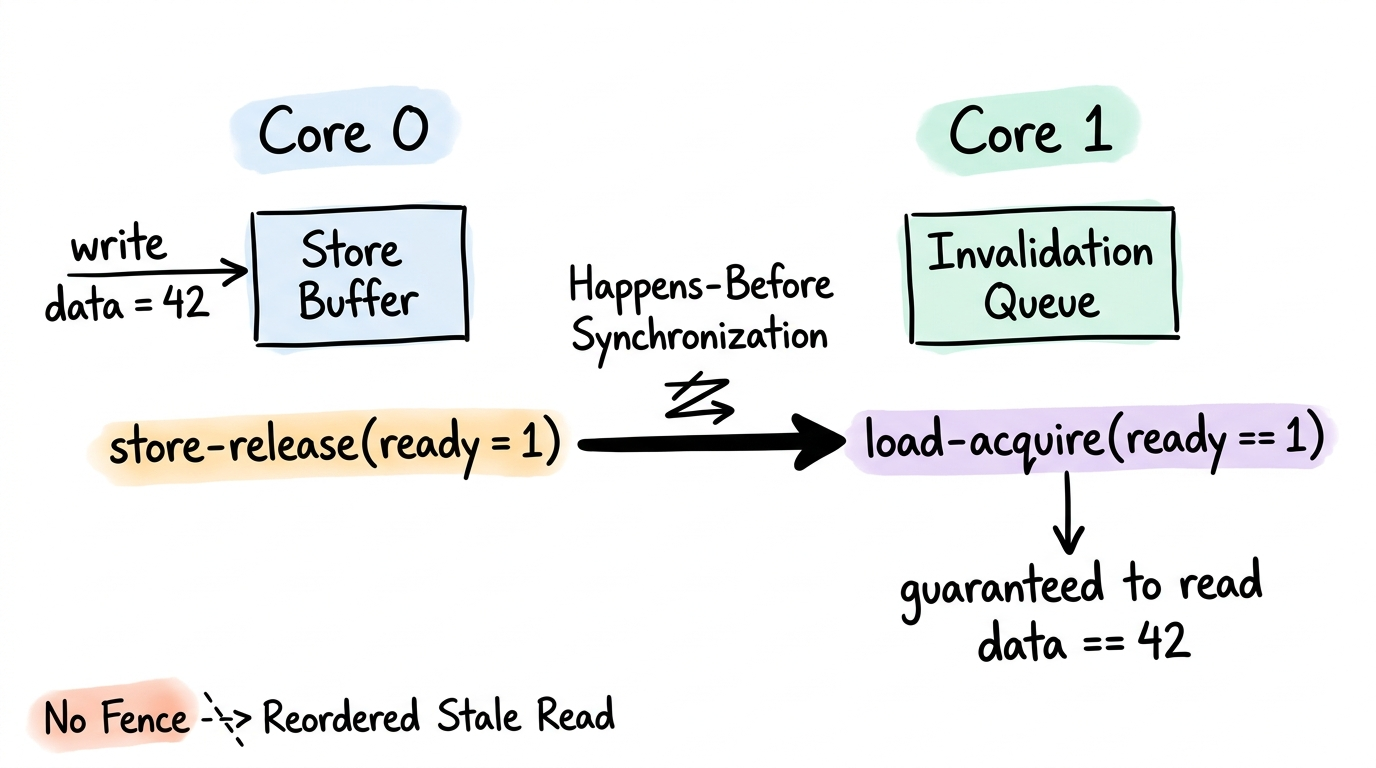 Core 0
Core 1
write
data = 42
Store
Buffer
Happens-Before
Synchronization
Invalidation
Queue
store-release(ready = 1)
load-acquire(ready == 1)
guaranteed to read
data == 42
No Fence --> Reordered Stale Read